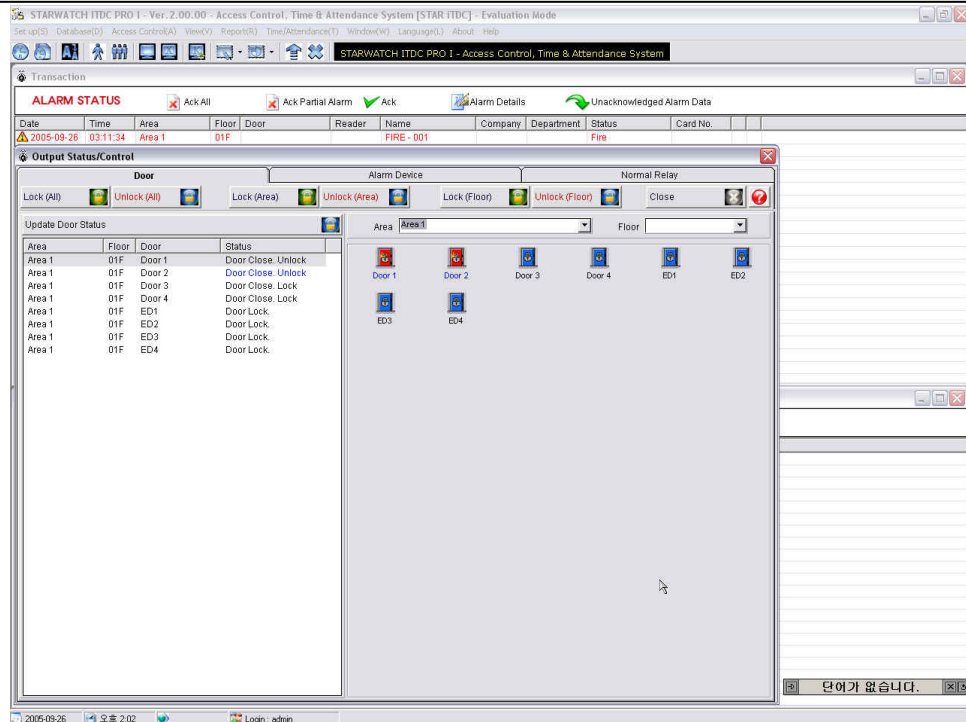 STARWATCH ITDC PRO I - Ver.2.00.00 - Access Control, Time & Attendance System [STAR iTDC] - Evaluation Mode
Set up(S) Database(D) Access Control(A) View(V) Report(R) Time/Attendance(T) Window(W) Language(L) About Help
STARWATCH ITDC PRO I - Access Control, Time & Attendance System
Transaction
ALARM STATUS Ack All Ack Partial Alarm Ack Alarm Details Unacknowledged Alarm Data
Date Time Area Floor Door Reader Name Company Department Status Card No.
2005-09-26 03:11:34 Area 1 01F FIRE - 001 Fire
Output Status/Control
Door Alarm Device Normal Relay
Lock (All) Unlock (All) Lock (Area) Unlock (Area) Lock (Floor) Unlock (Floor) Close
Update Door Status
Area Area 1 Floor
Area Floor Door Status
Area 1 01F Door 1 Door Close. Unlock
Area 1 01F Door 2 Door Close. Unlock
Area 1 01F Door 3 Door Close. Lock
Area 1 01F Door 4 Door Close. Lock
Area 1 01F ED1 Door Lock.
Area 1 01F ED2 Door Lock.
Area 1 01F ED3 Door Lock.
Area 1 01F ED4 Door Lock.
Door 1 Door 2 Door 3 Door 4 ED1 ED2
ED3 ED4
단어가 없습니다.
2005-09-26 오후 2:02 Login : admin